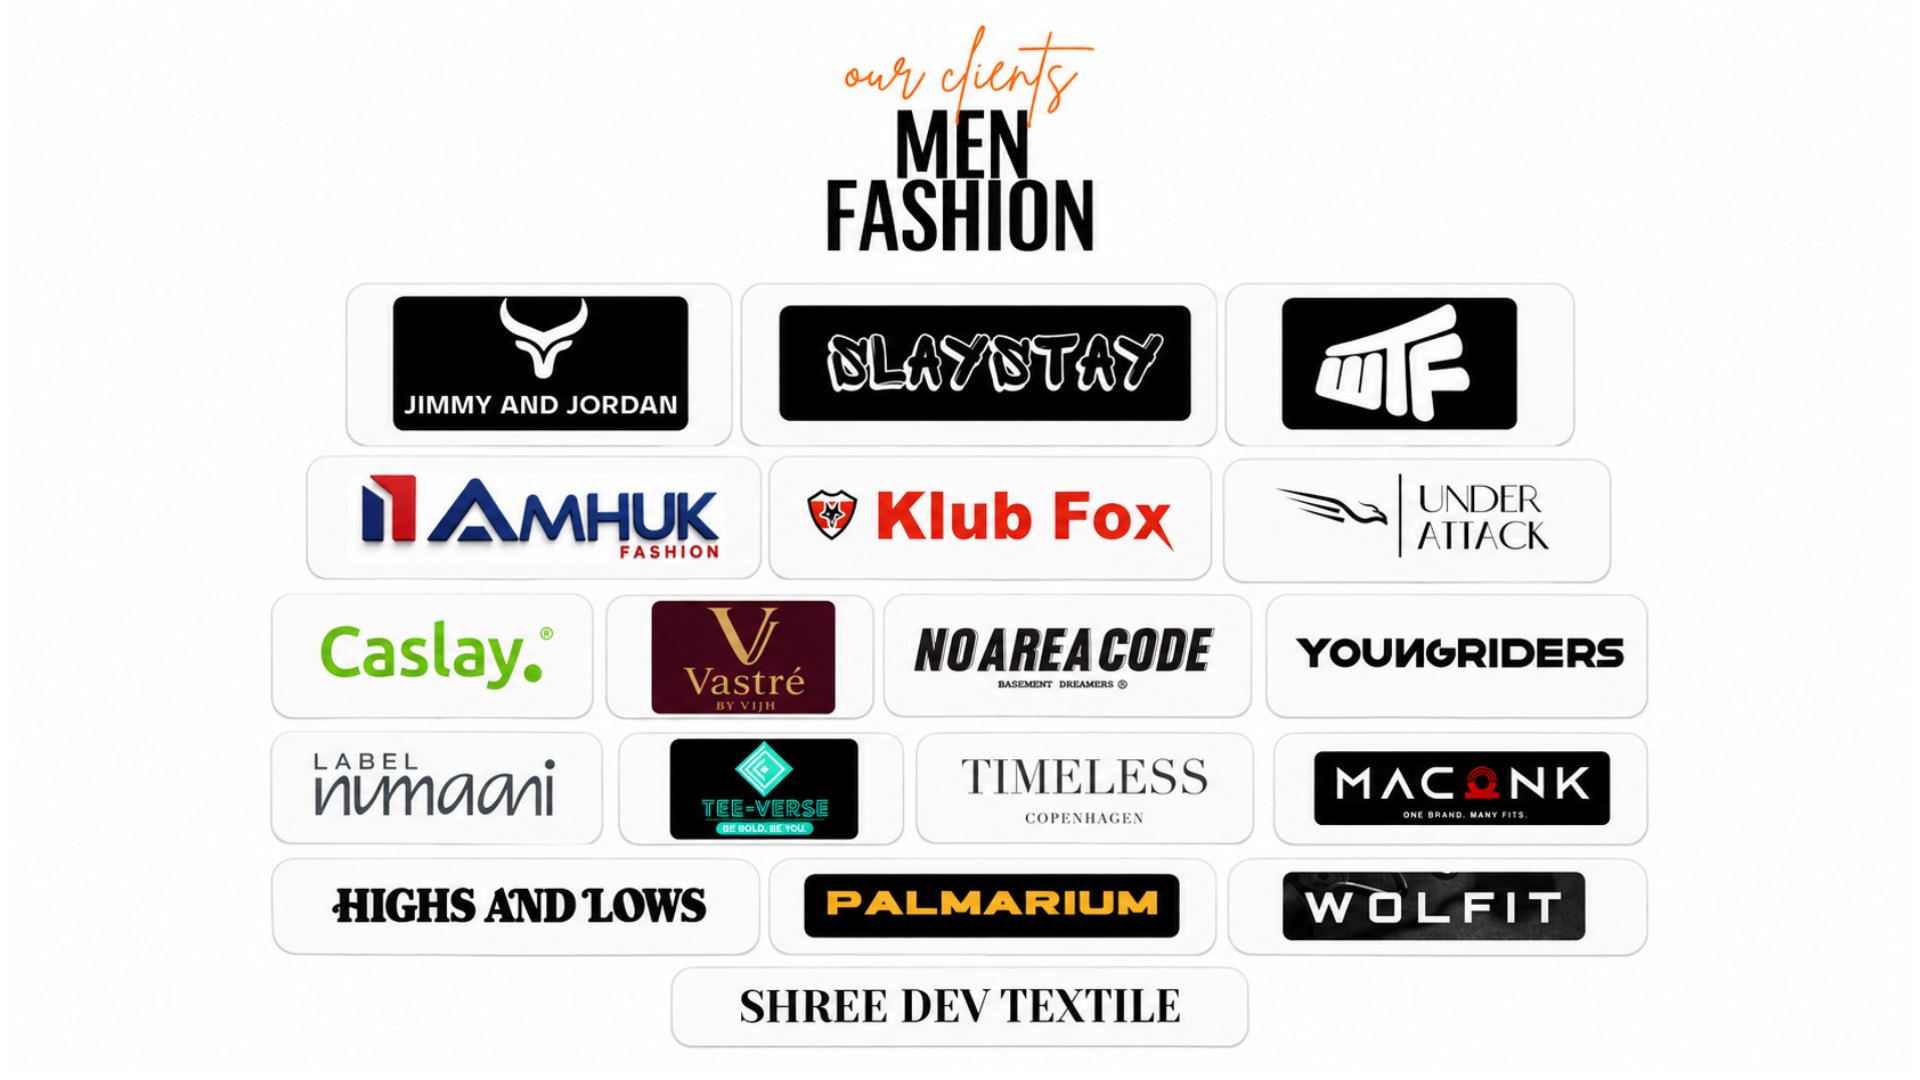 our clients
MEN
FASHION
JIMMY AND JORDAN
SLAYSTAY
WTF
AMHUK
FASHION
Klub Fox
UNDER
ATTACK
Caslay.®
V
Vastré
BY VIJH
NO AREA CODE
BASEMENT DREAMERS ®
YOUNGRIDERS
LABEL
numaani
TEE-VERSE
BE BOLD. BE YOU.
TIMELESS
COPENHAGEN
MACONK
ONE BRAND. MANY FITS.
HIGHS AND LOWS
PALMARIUM
WOLFIT
SHREE DEV TEXTILE